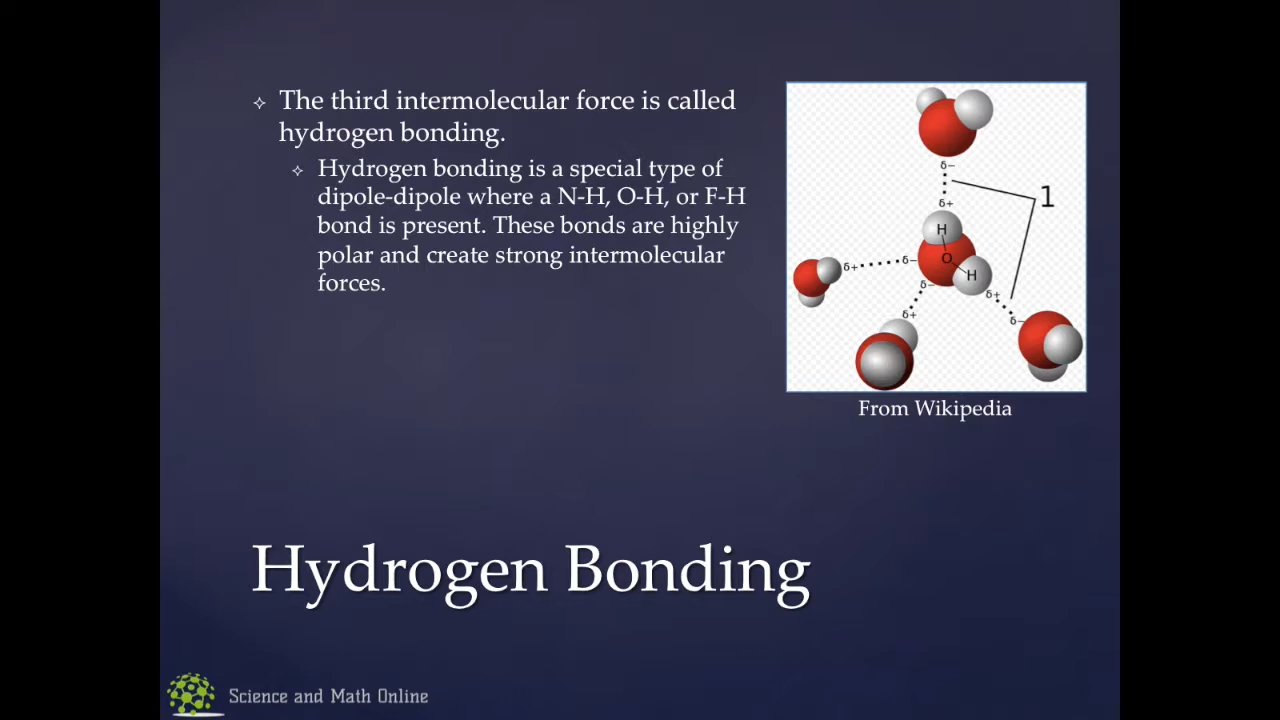 The third intermolecular force is called
hydrogen bonding.
Hydrogen bonding is a special type of
dipole-dipole where a N-H, O-H, or F-H
bond is present. These bonds are highly
polar and create strong intermolecular
forces.
δ−
δ+
1
H
O
H
δ+
δ−
δ−
δ+
δ+
δ−
From Wikipedia
Hydrogen Bonding
Science and Math Online